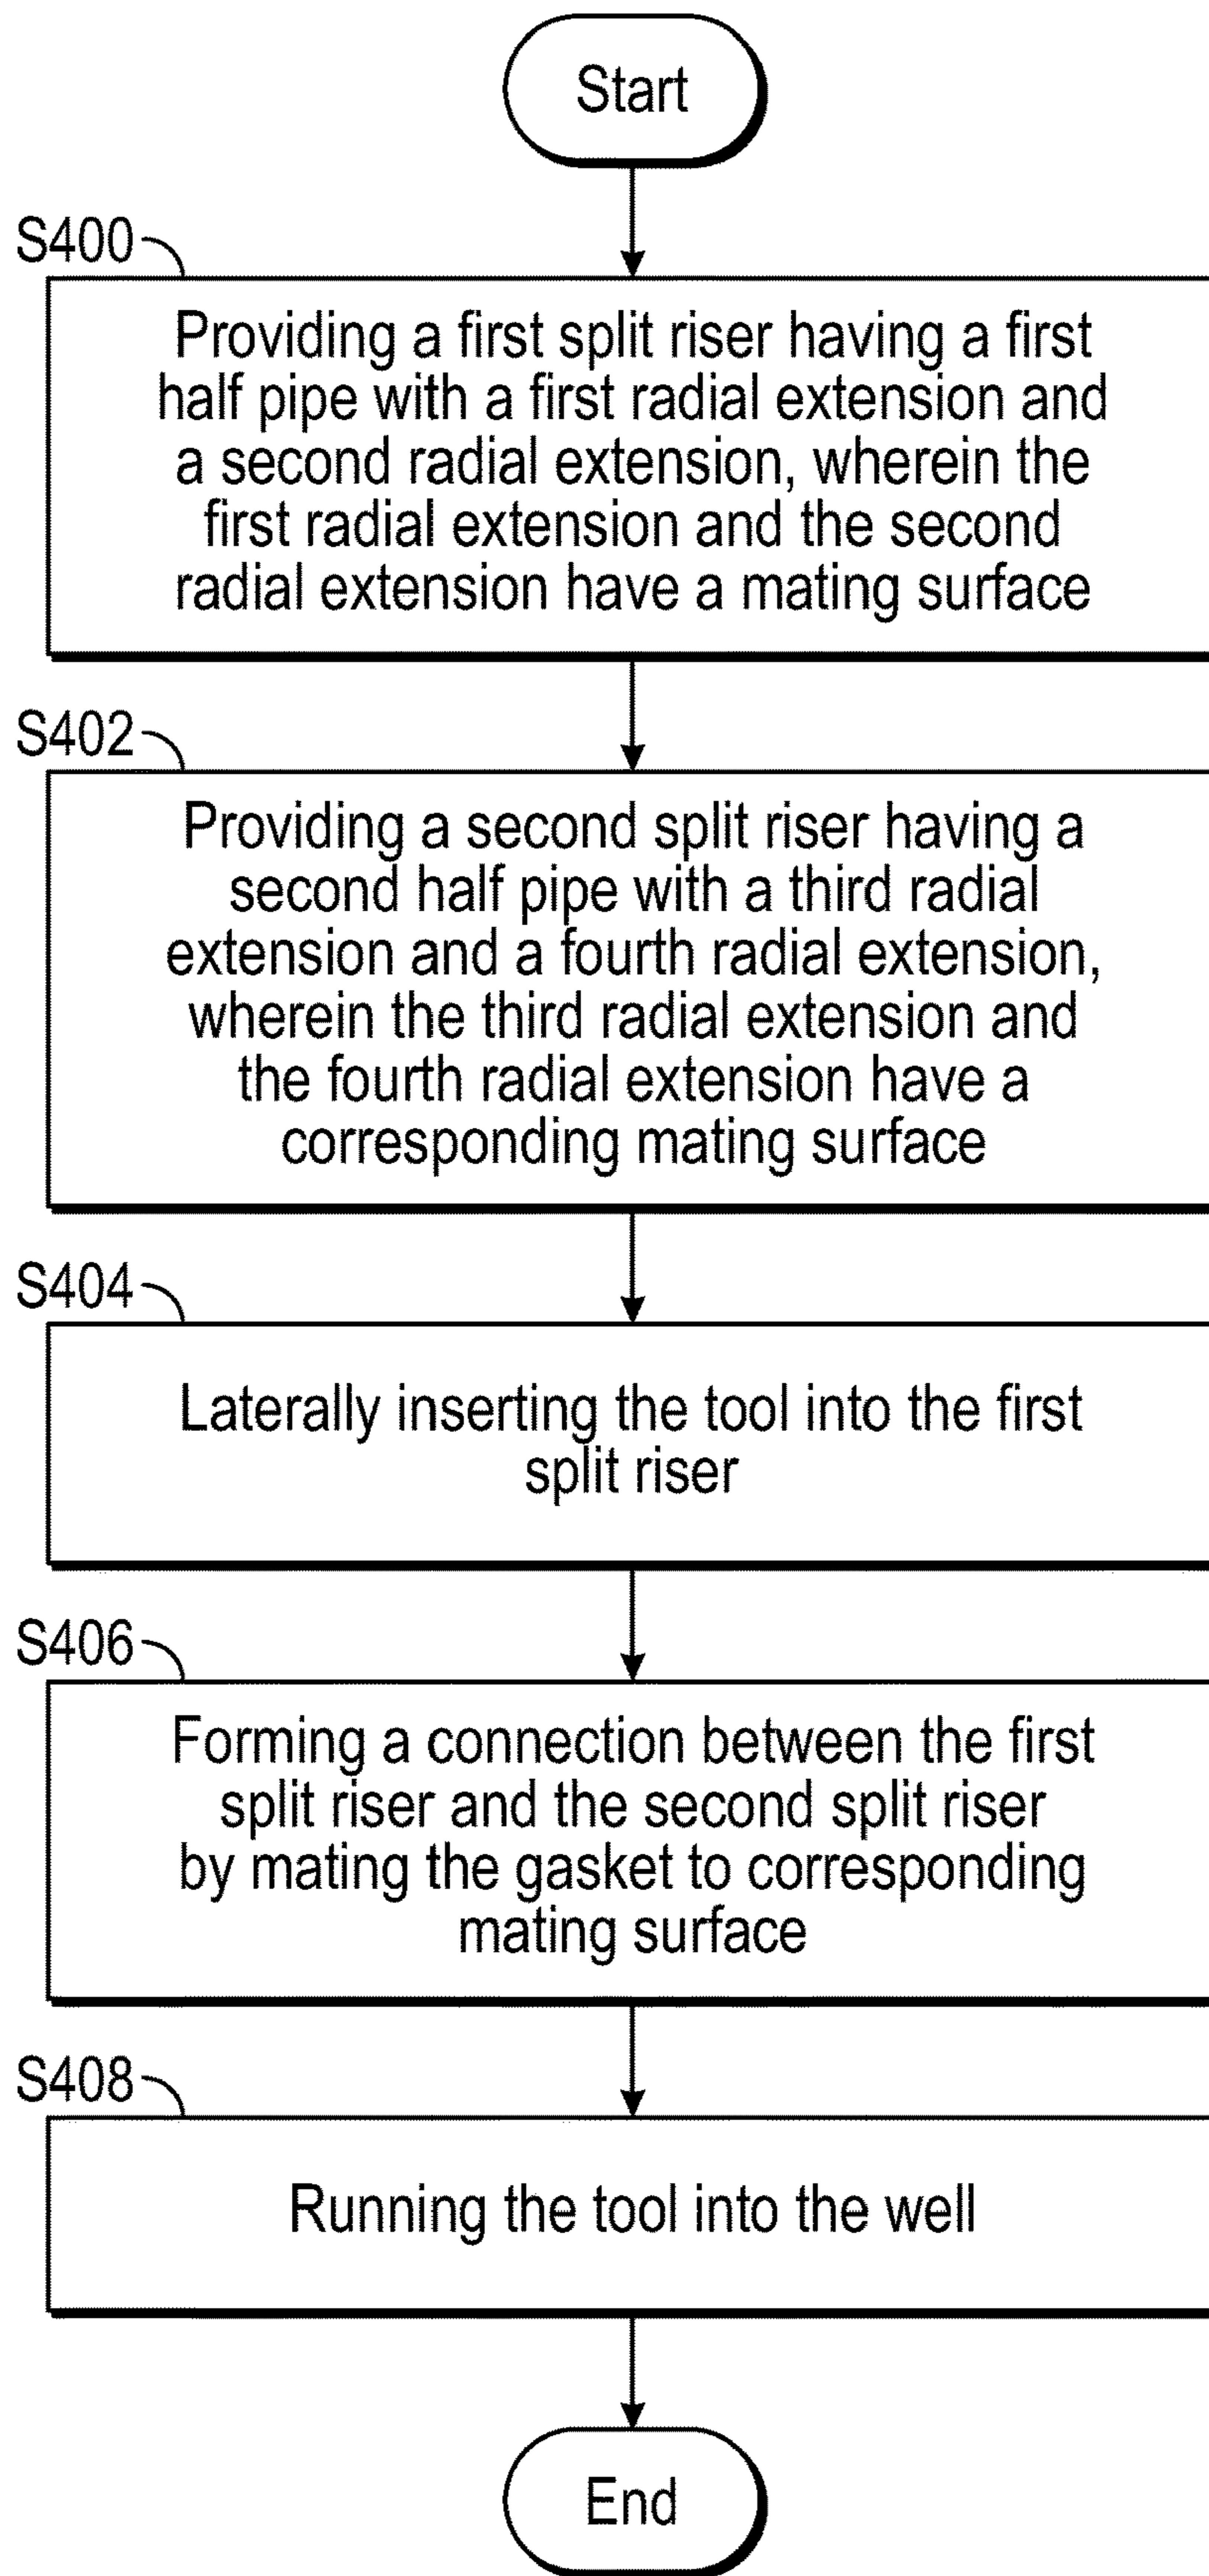 Start
S400
Providing a first split riser having a first
half pipe with a first radial extension and
a second radial extension, wherein the
first radial extension and the second
radial extension have a mating surface
S402
Providing a second split riser having a
second half pipe with a third radial
extension and a fourth radial extension,
wherein the third radial extension and
the fourth radial extension have a
corresponding mating surface
S404
Laterally inserting the tool into the first
split riser
S406
Forming a connection between the first
split riser and the second split riser
by mating the gasket to corresponding
mating surface
S408
Running the tool into the well
End